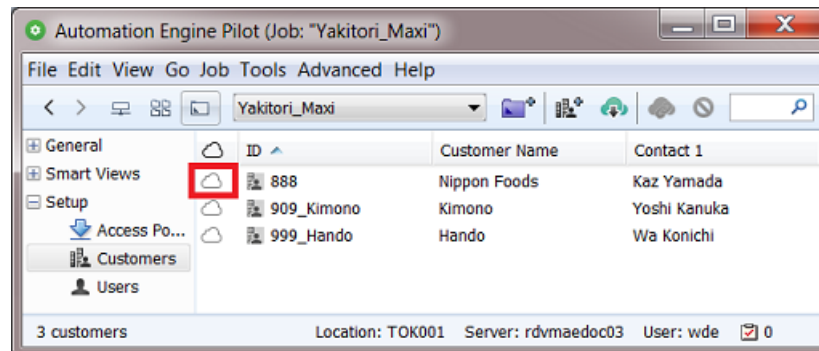 Automation Engine Pilot (Job: "Yakitori_Maxi")
File Edit View Go Job Tools Advanced Help
Yakitori_Maxi
General
Smart Views
Setup
Access Po...
Customers
Users
ID Customer Name Contact 1
888 Nippon Foods Kaz Yamada
909_Kimono Kimono Yoshi Kanuka
999_Hando Hando Wa Konichi
3 customers Location: TOK001 Server: rdvmaedoc03 User: wde 0